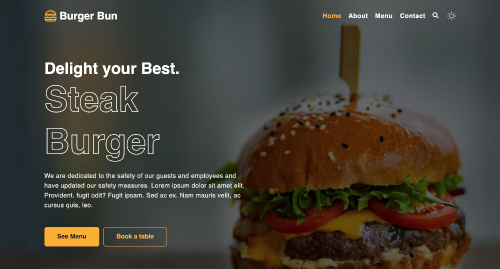 Burger Bun
Home About Menu Contact
Delight your Best.
Steak
Burger
We are dedicated to the safety of our guests and employees and
have updated our safety measures. Lorem ipsum dolor sit amet elit.
Provident, fugit odit? Fugit ipsam. Sed ac ex. Nam mauris velit, ac
cursus quis, leo.
See Menu Book a table